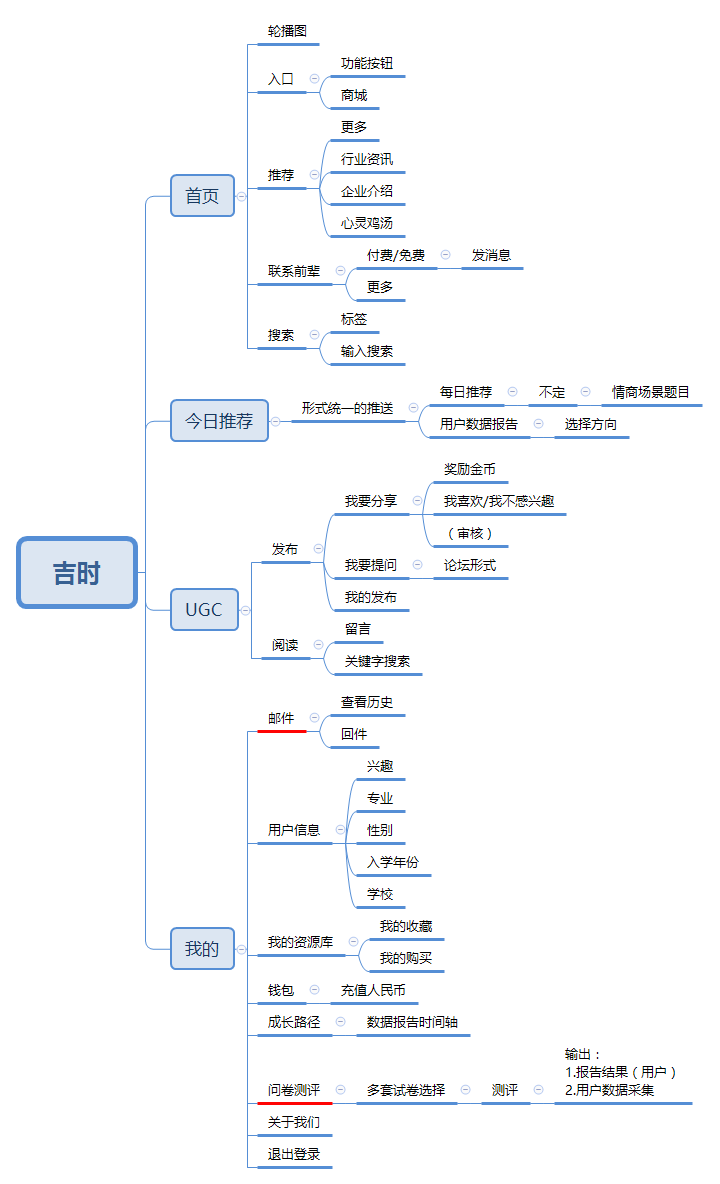 吉时
首页
轮播图
入口
功能按钮
商城
推荐
更多
行业资讯
企业介绍
心灵鸡汤
联系前辈
付费/免费
发消息
更多
搜索
标签
输入搜索
今日推荐
形式统一的推送
每日推荐
不定
情商场景题目
用户数据报告
选择方向
UGC
发布
我要分享
奖励金币
我喜欢/我不感兴趣
（审核）
我要提问
论坛形式
我的发布
阅读
留言
关键字搜索
我的
邮件
查看历史
回件
用户信息
兴趣
专业
性别
入学年份
学校
我的资源库
我的收藏
我的购买
钱包
充值人民币
成长路径
数据报告时间轴
问卷测评
多套试卷选择
测评
输出：
1.报告结果（用户）
2.用户数据采集
关于我们
退出登录